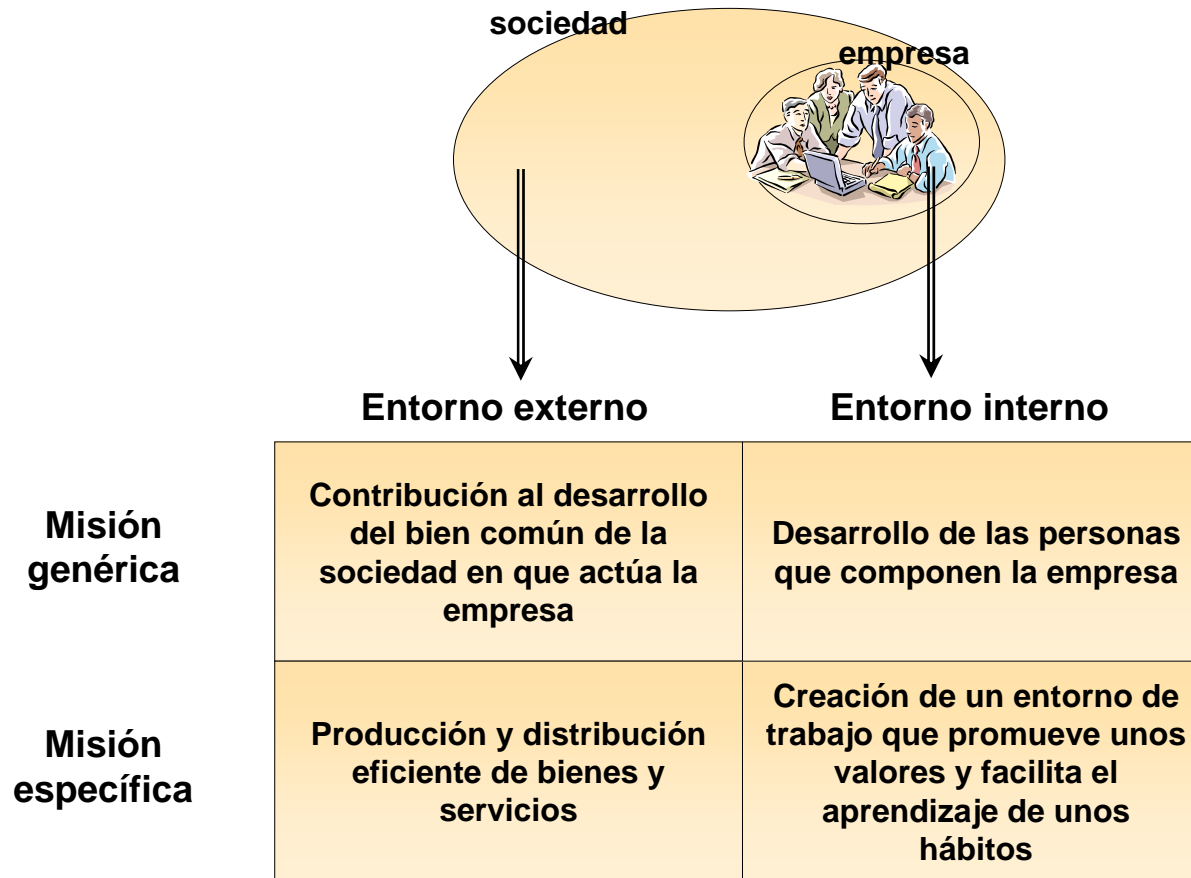 sociedad
empresa
Entorno externo
Entorno interno
Misión
genérica
Contribución al desarrollo
del bien común de la
sociedad en que actúa la
empresa
Desarrollo de las personas
que componen la empresa
Misión
específica
Producción y distribución
eficiente de bienes y
servicios
Creación de un entorno de
trabajo que promueve unos
valores y facilita el
aprendizaje de unos
hábitos